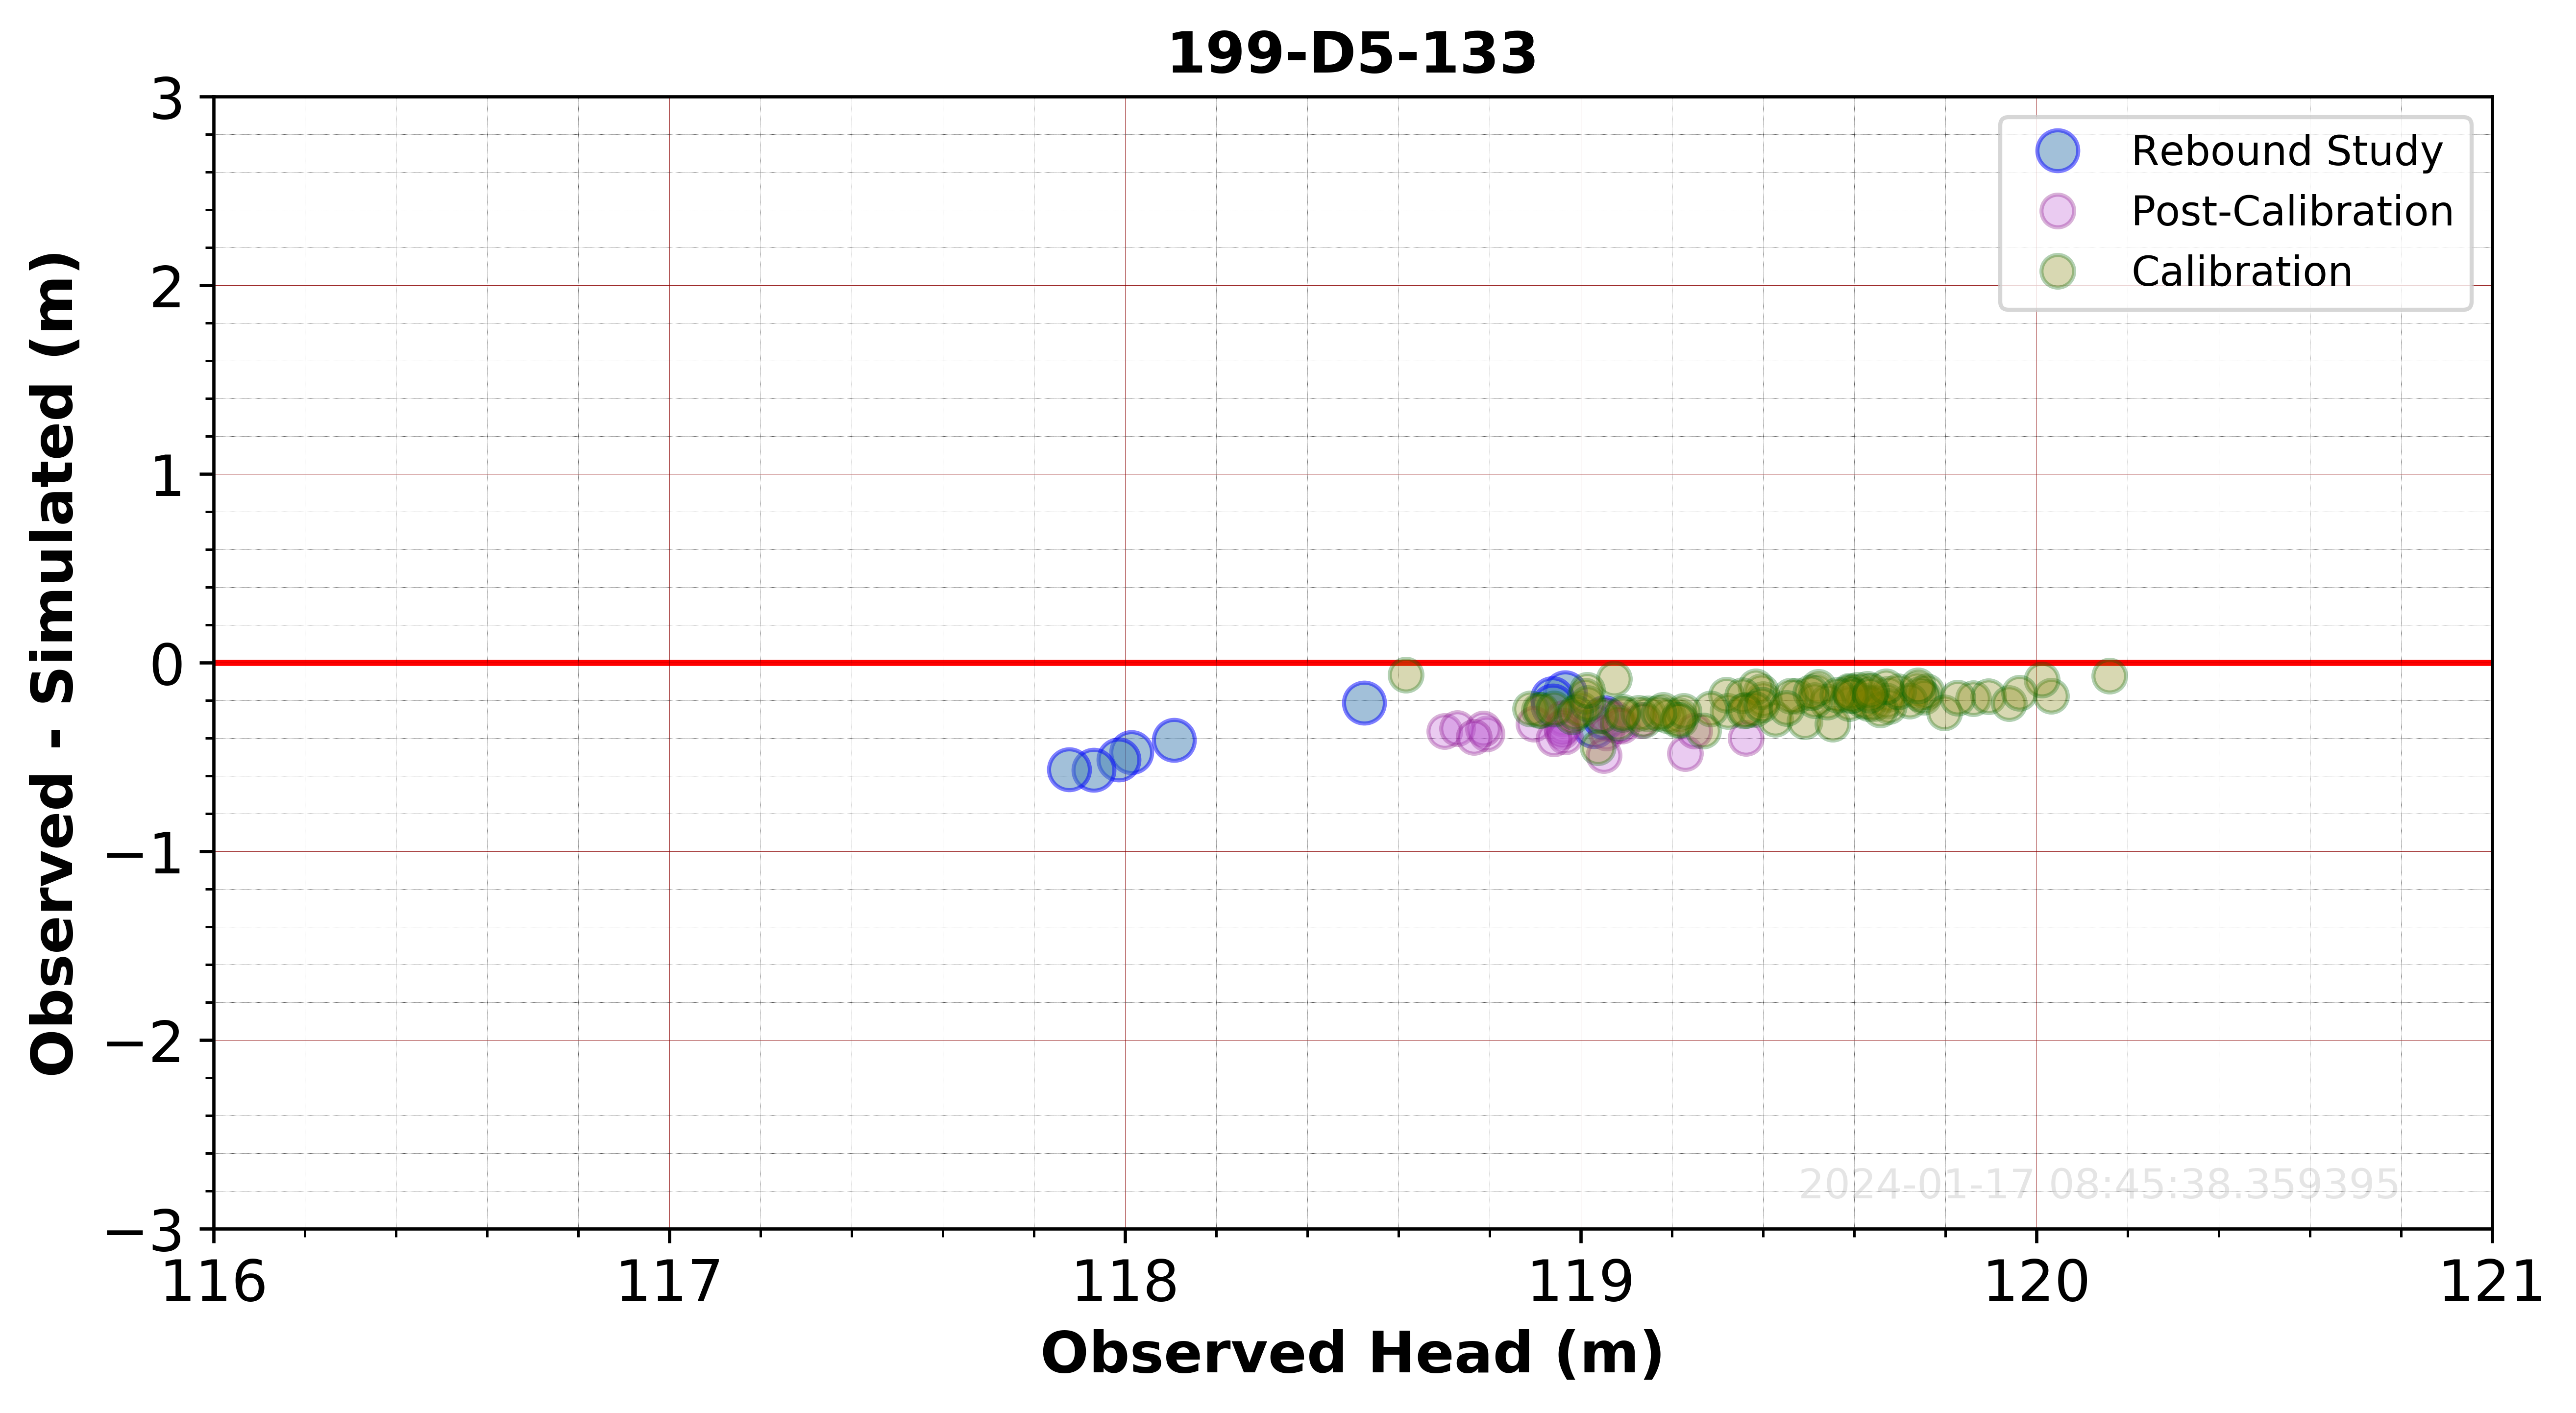 199-D5-133
Observed - Simulated (m)
3
2
1
0
−1
−2
−3
Rebound Study
Post-Calibration
Calibration
2024-01-17 08:45:38.359395
116 117 118 119 120 121
Observed Head (m)